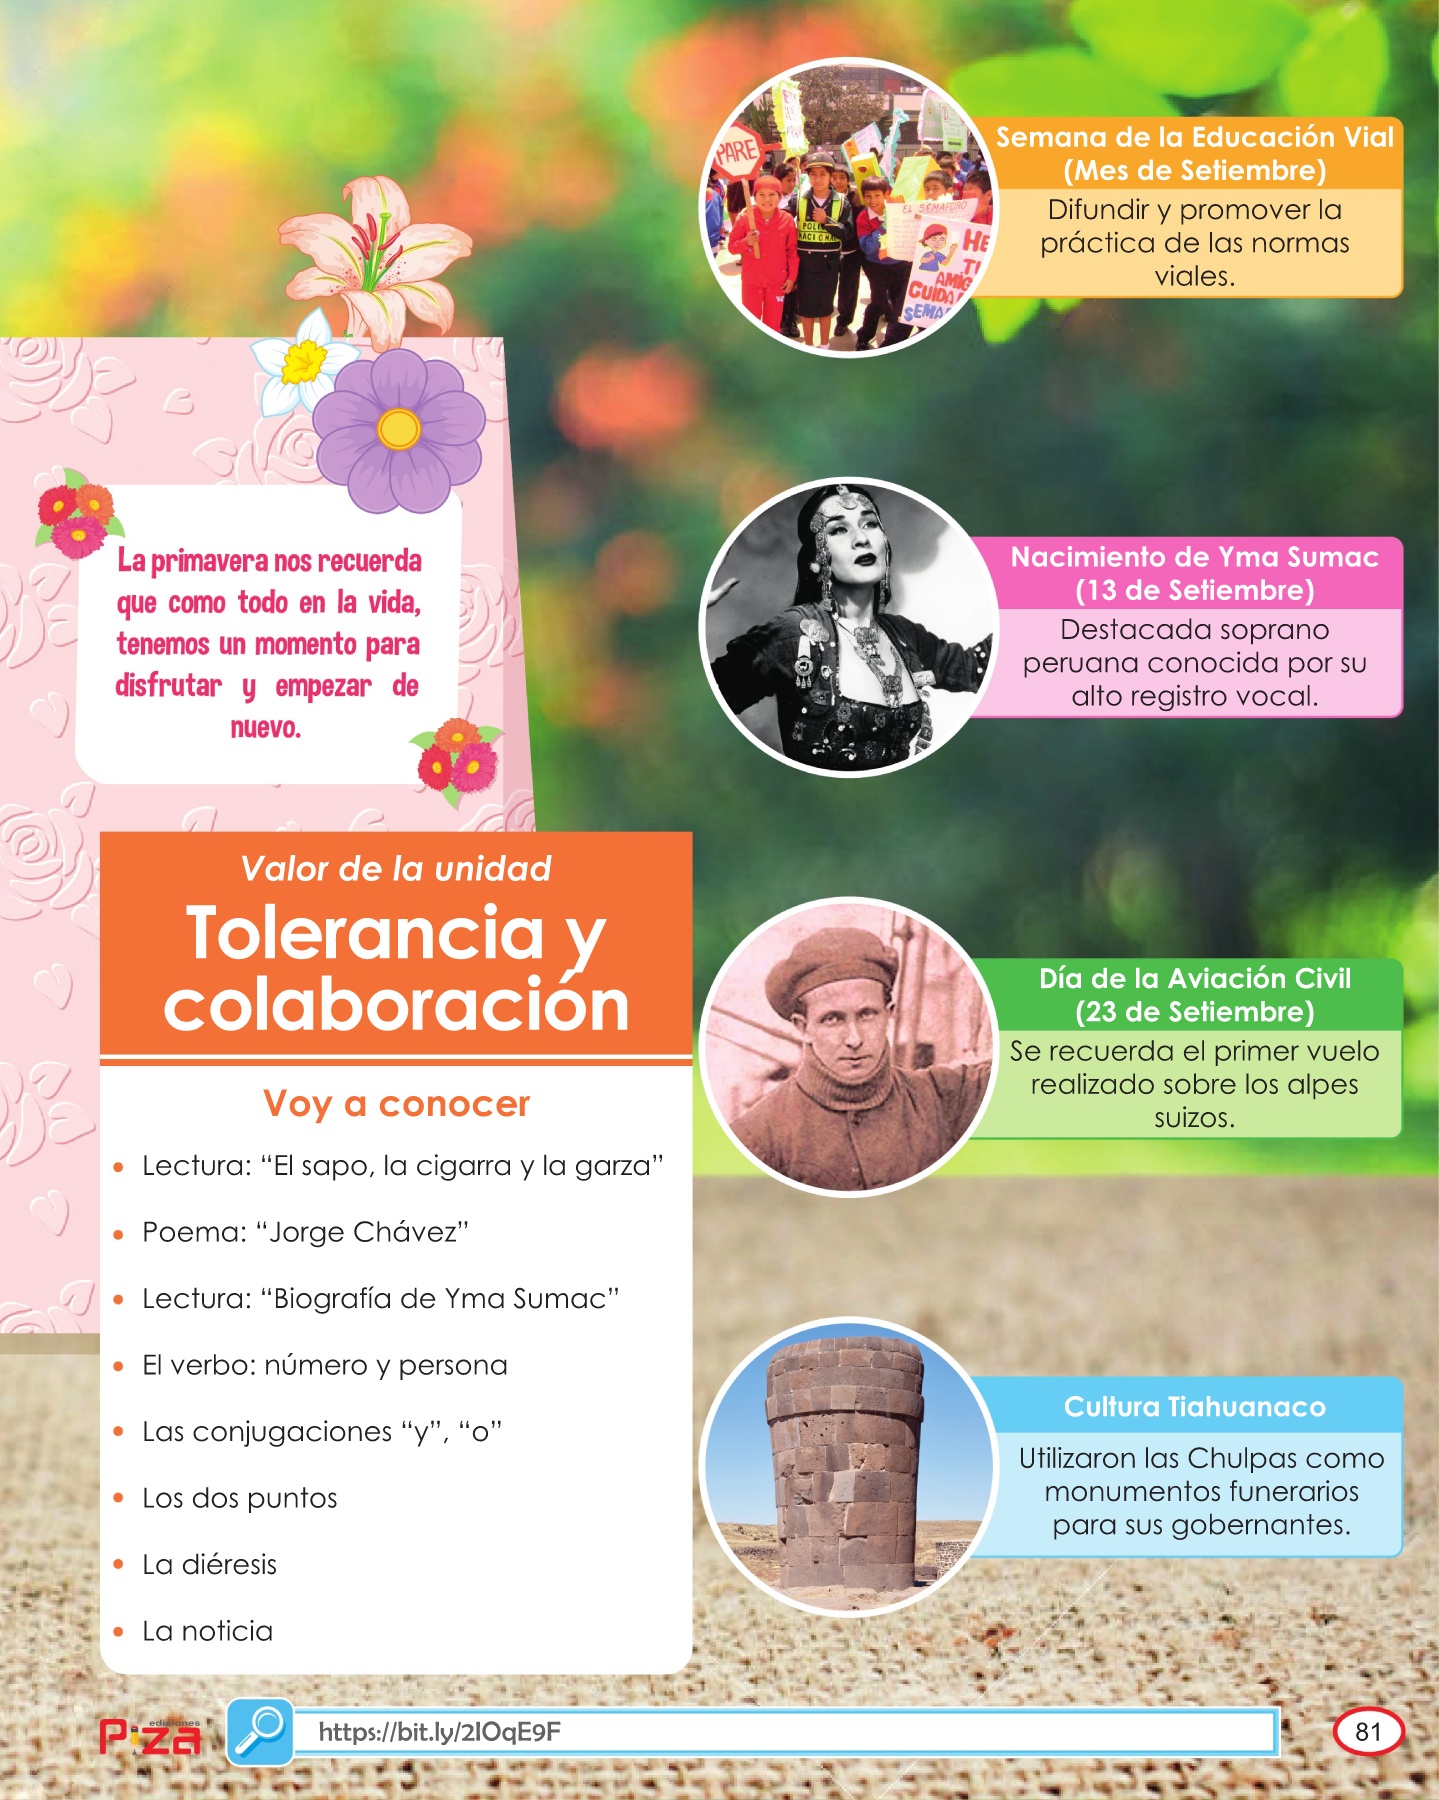 PARE
POLI
NACIONAL
EL SEMÁFORO
HE
AMIG
CUIDA
SEMA
Semana de la Educación Vial
(Mes de Setiembre)
Difundir y promover la
práctica de las normas
viales.
La primavera nos recuerda
que como todo en la vida,
tenemos un momento para
disfrutar y empezar de
nuevo.
Nacimiento de Yma Sumac
(13 de Setiembre)
Destacada soprano
peruana conocida por su
alto registro vocal.
Valor de la unidad
Tolerancia y
colaboración
Voy a conocer
• Lectura: “El sapo, la cigarra y la garza”
• Poema: “Jorge Chávez”
• Lectura: “Biografía de Yma Sumac”
• El verbo: número y persona
• Las conjugaciones “y”, “o”
• Los dos puntos
• La diéresis
• La noticia
Día de la Aviación Civil
(23 de Setiembre)
Se recuerda el primer vuelo
realizado sobre los alpes
suizos.
Cultura Tiahuanaco
Utilizaron las Chulpas como
monumentos funerarios
para sus gobernantes.
ediciones
Piza
https://bit.ly/2IOqE9F
81